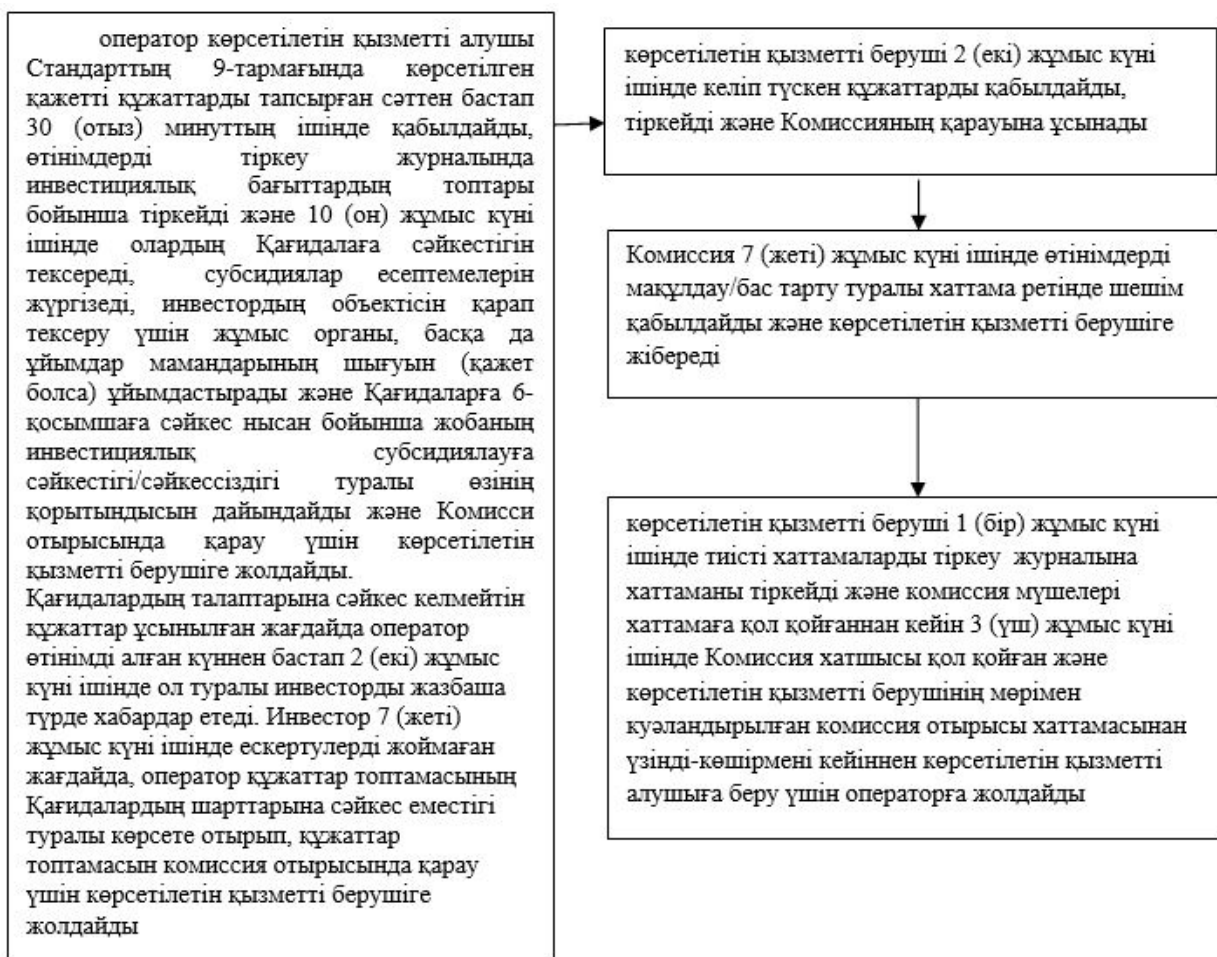 оператор көрсетілетін қызметті алушы
Стандарттың 9-тармағында көрсетілген
қажетті құжаттарды тапсырған сәттен бастап
30 (отыз) минуттың ішінде қабылдайды,
өтінімдерді тіркеу журналында
инвестициялық бағыттардың топтары
бойынша тіркейді және 10 (он) жұмыс күні
ішінде олардың Қағидалаға сәйкестігін
тексереді, субсидиялар есептемелерін
жүргізеді, инвестордың объектісін қарап
тексеру үшін жұмыс органы, басқа да
ұйымдар мамандарының шығуын (қажет
болса) ұйымдастырады және Қағидаларға 6-
қосымшаға сәйкес нысан бойынша жобаның
инвестициялық субсидиялауға
сәйкестігі/сәйкессіздігі туралы өзінің
қорытындысын дайындайды және Комисси
отырысында қарау үшін көрсетілетін
қызметті берушіге жолдайды.
Қағидалардың талаптарына сәйкес келмейтін
құжаттар ұсынылған жағдайда оператор
өтінімді алған күннен бастап 2 (екі) жұмыс
күні ішінде ол туралы инвесторды жазбаша
түрде хабардар етеді. Инвестор 7 (жеті)
жұмыс күні ішінде ескертулерді жоймаған
жағдайда, оператор құжаттар топтамасының
Қағидалардың шарттарына сәйкес еместігі
туралы көрсете отырып, құжаттар
топтамасын комиссия отырысында қарау
үшін көрсетілетін қызметті берушіге
жолдайды
көрсетілетін қызметті беруші 2 (екі) жұмыс күні
ішінде келіп түскен құжаттарды қабылдайды,
тіркейді және Комиссияның қарауына ұсынады
Комиссия 7 (жеті) жұмыс күні ішінде өтінімдерді
мақұлдау/бас тарту туралы хаттама ретінде шешім
қабылдайды және көрсетілетін қызметті берушіге
жібереді
көрсетілетін қызметті беруші 1 (бір) жұмыс күні
ішінде тиісті хаттамаларды тіркеу журналына
хаттаманы тіркейді және комиссия мүшелері
хаттамаға қол қойғаннан кейін 3 (үш) жұмыс күні
ішінде Комиссия хатшысы қол қойған және
көрсетілетін қызметті берушінің мөрімен
куәландырылған комиссия отырысы хаттамасынан
үзінді-көшірмені кейіннен көрсетілетін қызметті
алушыға беру үшін операторға жолдайды